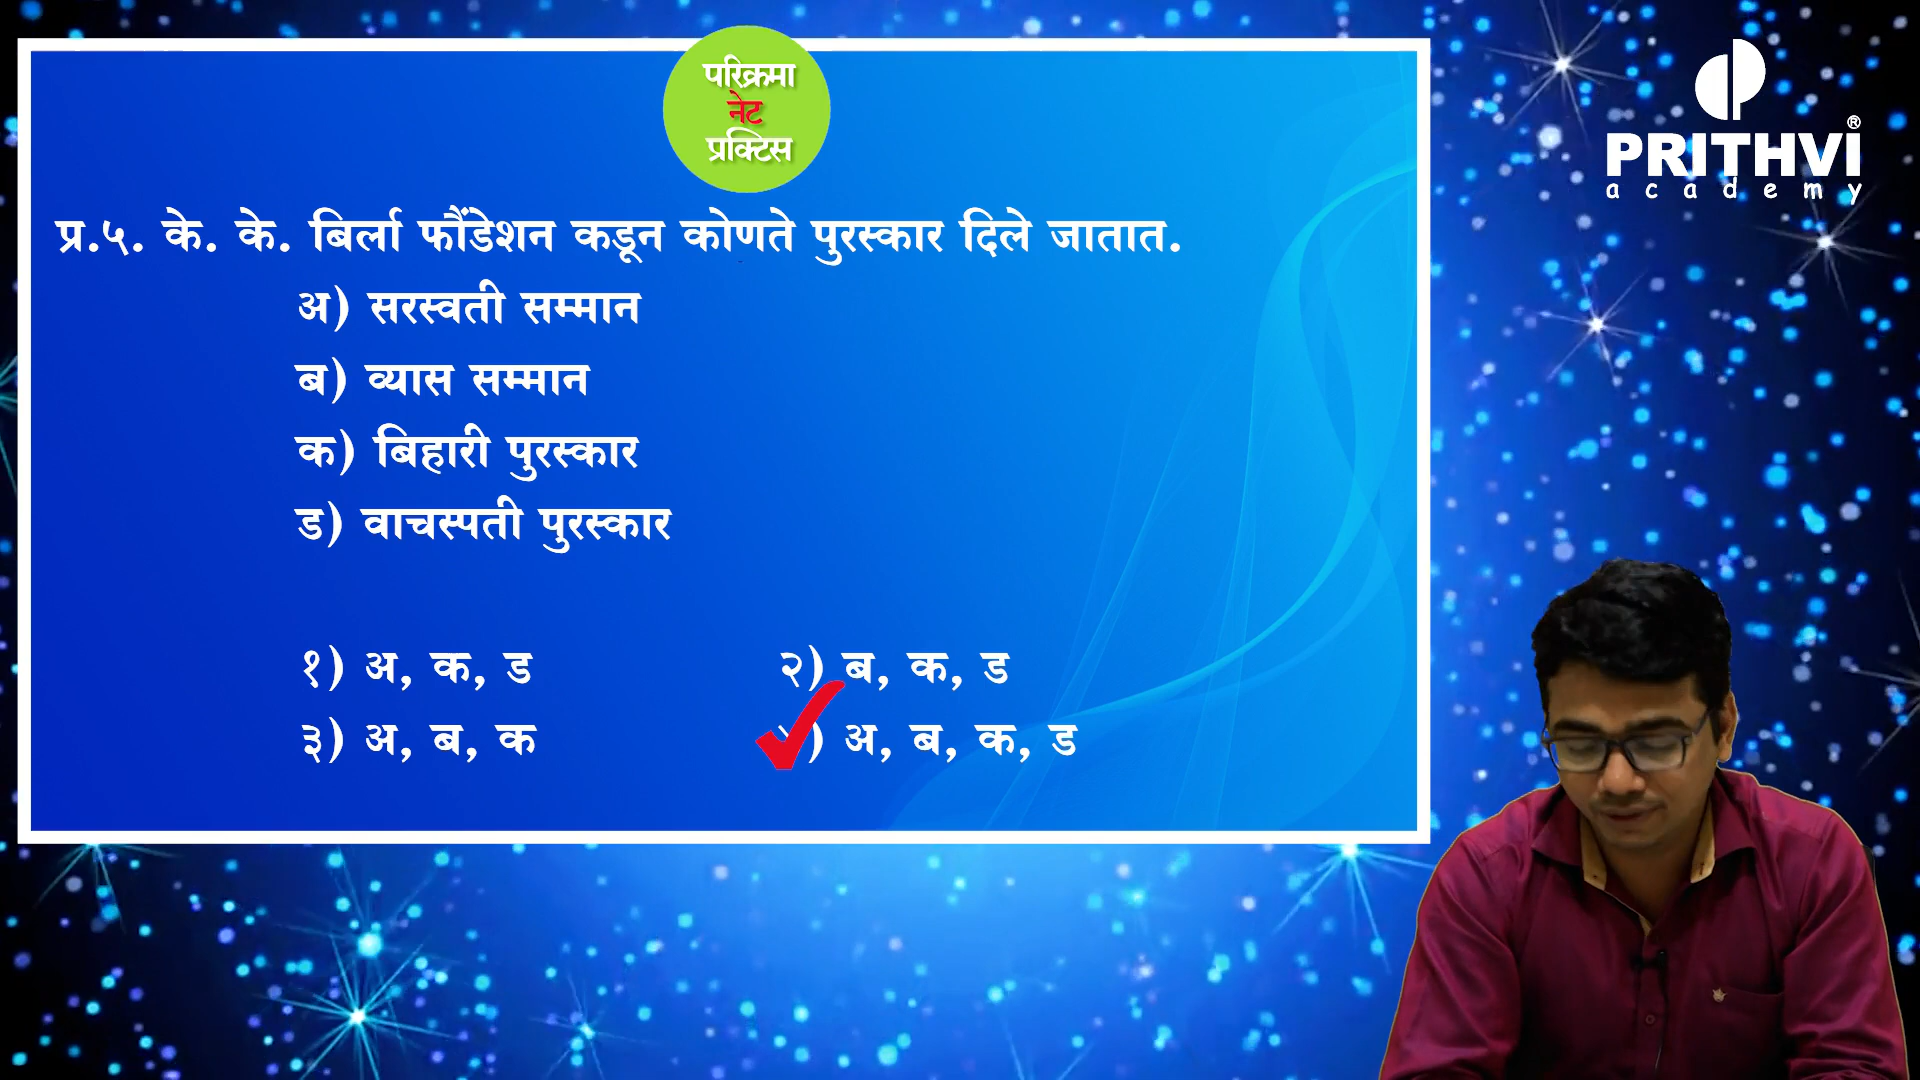 परिक्रमा
नेट
प्रक्टिस
PRITHVI®
academy
प्र.५. के. के. बिर्ला फौंडेशन कडून कोणते पुरस्कार दिले जातात.
अ) सरस्वती सम्मान
ब) व्यास सम्मान
क) बिहारी पुरस्कार
ड) वाचस्पती पुरस्कार
१) अ, क, ड २) ब, क, ड
३) अ, ब, क ) अ, ब, क, ड